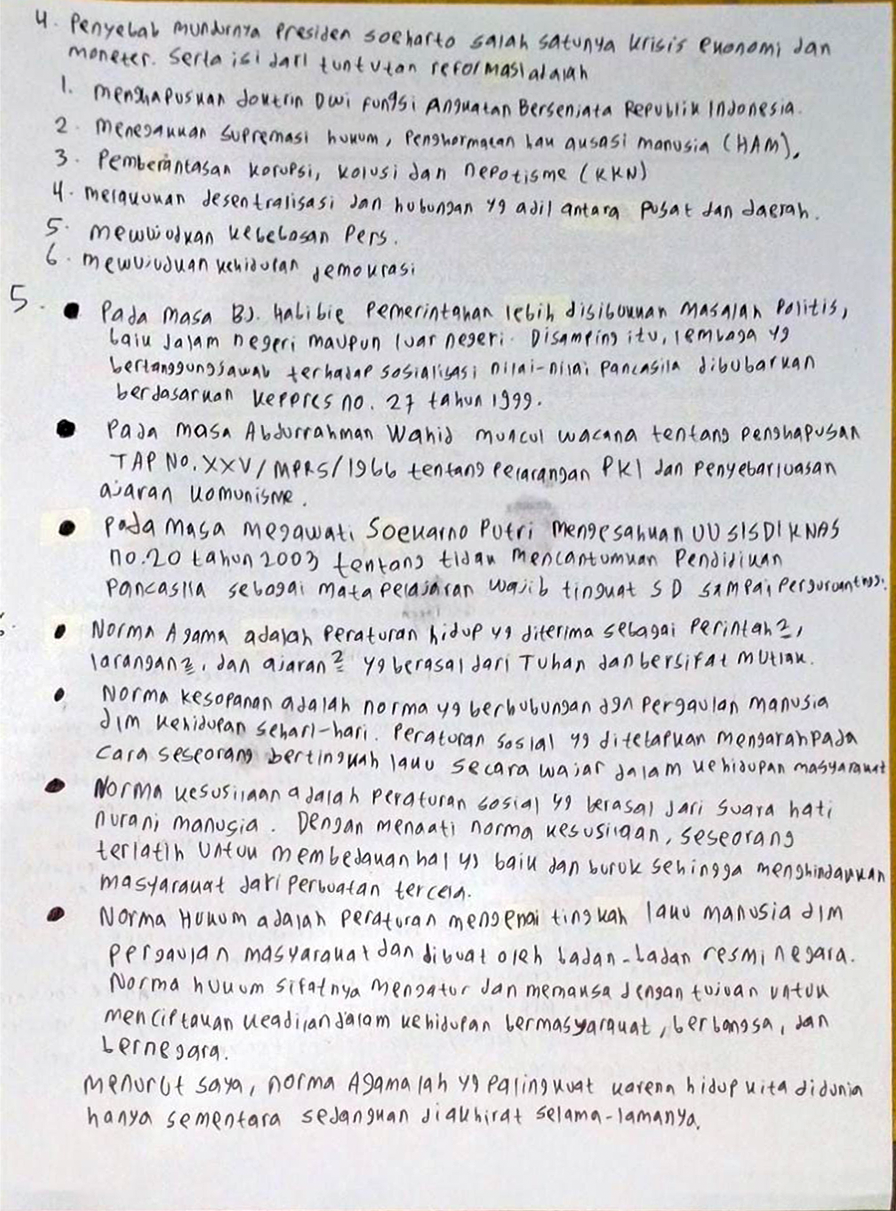 4. Penyebab mundurnya Presiden soeharto salah satunya krisis ekonomi dan
moneter. Serta isi dari tuntutan reformasi adalah
1. menghapuskan doktrin Dwi fungsi Angkatan Bersenjata Republik Indonesia.
2. menegakkan supremasi hukum, penghormatan hak auasasi manusia (HAM),
3. Pemberantasan korupsi, kolusi dan nepotisme (KKN)
4. melakukan desentralisasi dan hubungan yg adil antara pusat dan daerah.
5. mewujudkan kebebasan Pers.
6. mewujudkan kehidupan demokrasi
5. • Pada masa BJ. Habibie Pemerintahan lebih disibukkan masalah politis,
baik dalam negeri maupun luar negeri. Disamping itu, lembaga yg
bertanggungjawab terhadap sosialisasi nilai-nilai pancasila dibubarkan
berdasarkan keppres no. 27 tahun 1999.
• Pada masa Abdurrahman Wahid muncul wacana tentang penghapusan
TAP NO. XXV/MPRS/1966 tentang pelarangan PKI dan penyebarluasan
ajaran komunisme.
• Pada masa megawati Soekarno Putri mengesahkan UU SISDIKNAS
no.20 tahun 2003 tentang tidak mencantumkan Pendidikan
Pancasila sebagai mata pelajaran wajib tingkat SD sampai
• Norma Agama adalah peraturan hidup yg diterima sebagai perintah2,
larangan2, dan ajaran2 yg berasal dari Tuhan dan bersifat mutlak.
• Norma kesopanan adalah norma yg berhubungan dgn pergaulan manusia
dlm kehidupan sehari-hari. Peraturan sosial yg ditetapkan mengarah pada
cara seseorang bertingkah laku secara wajar dalam kehidupan masyarakat
• Norma kesusilaan adalah peraturan sosial yg berasal dari suara hati
nurani manusia. Dengan menaati norma kesusilaan, seseorang
terlatih untuk membedakan hal yg baik dan buruk sehingga menghindarkan
masyarakat dari perbuatan tercela.
• Norma Hukum adalah peraturan mengenai tingkah laku manusia dlm
pergaulan masyarakat dan dibuat oleh badan-badan resmi negara.
Norma hukum sifatnya mengatur dan memaksa dengan tujuan untuk
menciptakan keadilan dalam kehidupan bermasyarakat, berbangsa, dan
bernegara.
menurut saya, norma Agama lah yg paling kuat karena hidup kita didunia
hanya sementara sedangkan diakhirat selama-lamanya.